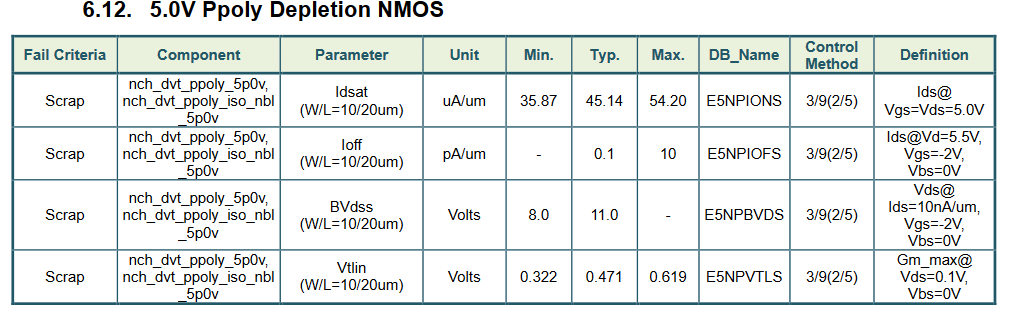 6.12. 5.0V Ppoly Depletion NMOS
Fail Criteria Component Parameter Unit Min. Typ. Max. DB_Name Control Method Definition
Scrap nch_dvt_ppoly_5p0v, nch_dvt_ppoly_iso_nbl_5p0v Idsat (W/L=10/20um) uA/um 35.87 45.14 54.20 E5NPIONS 3/9(2/5) Ids@ Vgs=Vds=5.0V
Scrap nch_dvt_ppoly_5p0v, nch_dvt_ppoly_iso_nbl_5p0v Ioff (W/L=10/20um) pA/um - 0.1 10 E5NPIOFS 3/9(2/5) Ids@Vd=5.5V, Vgs=-2V, Vbs=0V
Scrap nch_dvt_ppoly_5p0v, nch_dvt_ppoly_iso_nbl_5p0v BVdss (W/L=10/20um) Volts 8.0 11.0 - E5NPBVDS 3/9(2/5) Vds@ Ids=10nA/um, Vgs=-2V, Vbs=0V
Scrap nch_dvt_ppoly_5p0v, nch_dvt_ppoly_iso_nbl_5p0v Vtlin (W/L=10/20um) Volts 0.322 0.471 0.619 E5NPVTLS 3/9(2/5) Gm_max@ Vds=0.1V, Vbs=0V